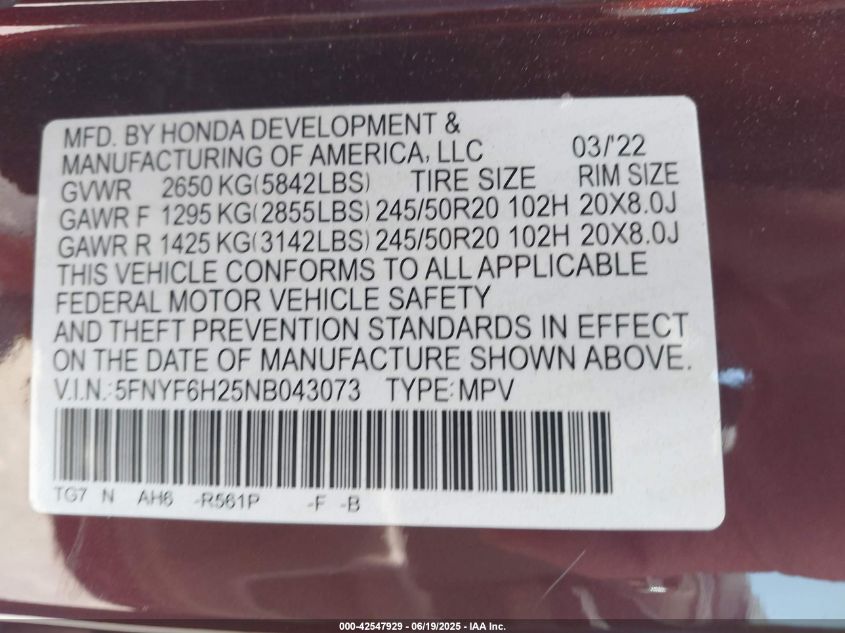 MFD. BY HONDA DEVELOPMENT &
MANUFACTURING OF AMERICA, LLC 03/'22
GVWR 2650 KG(5842LBS) TIRE SIZE RIM SIZE
GAWR F 1295 KG(2855LBS) 245/50R20 102H 20X8.0J
GAWR R 1425 KG(3142LBS) 245/50R20 102H 20X8.0J
THIS VEHICLE CONFORMS TO ALL APPLICABLE
FEDERAL MOTOR VEHICLE SAFETY
AND THEFT PREVENTION STANDARDS IN EFFECT
ON THE DATE OF MANUFACTURE SHOWN ABOVE.
V.I.N.:5FNYF6H25NB043073 TYPE:MPV
TG7 N AH6 -R561P -F -B
000-42547929 - 06/19/2025 - IAA Inc.